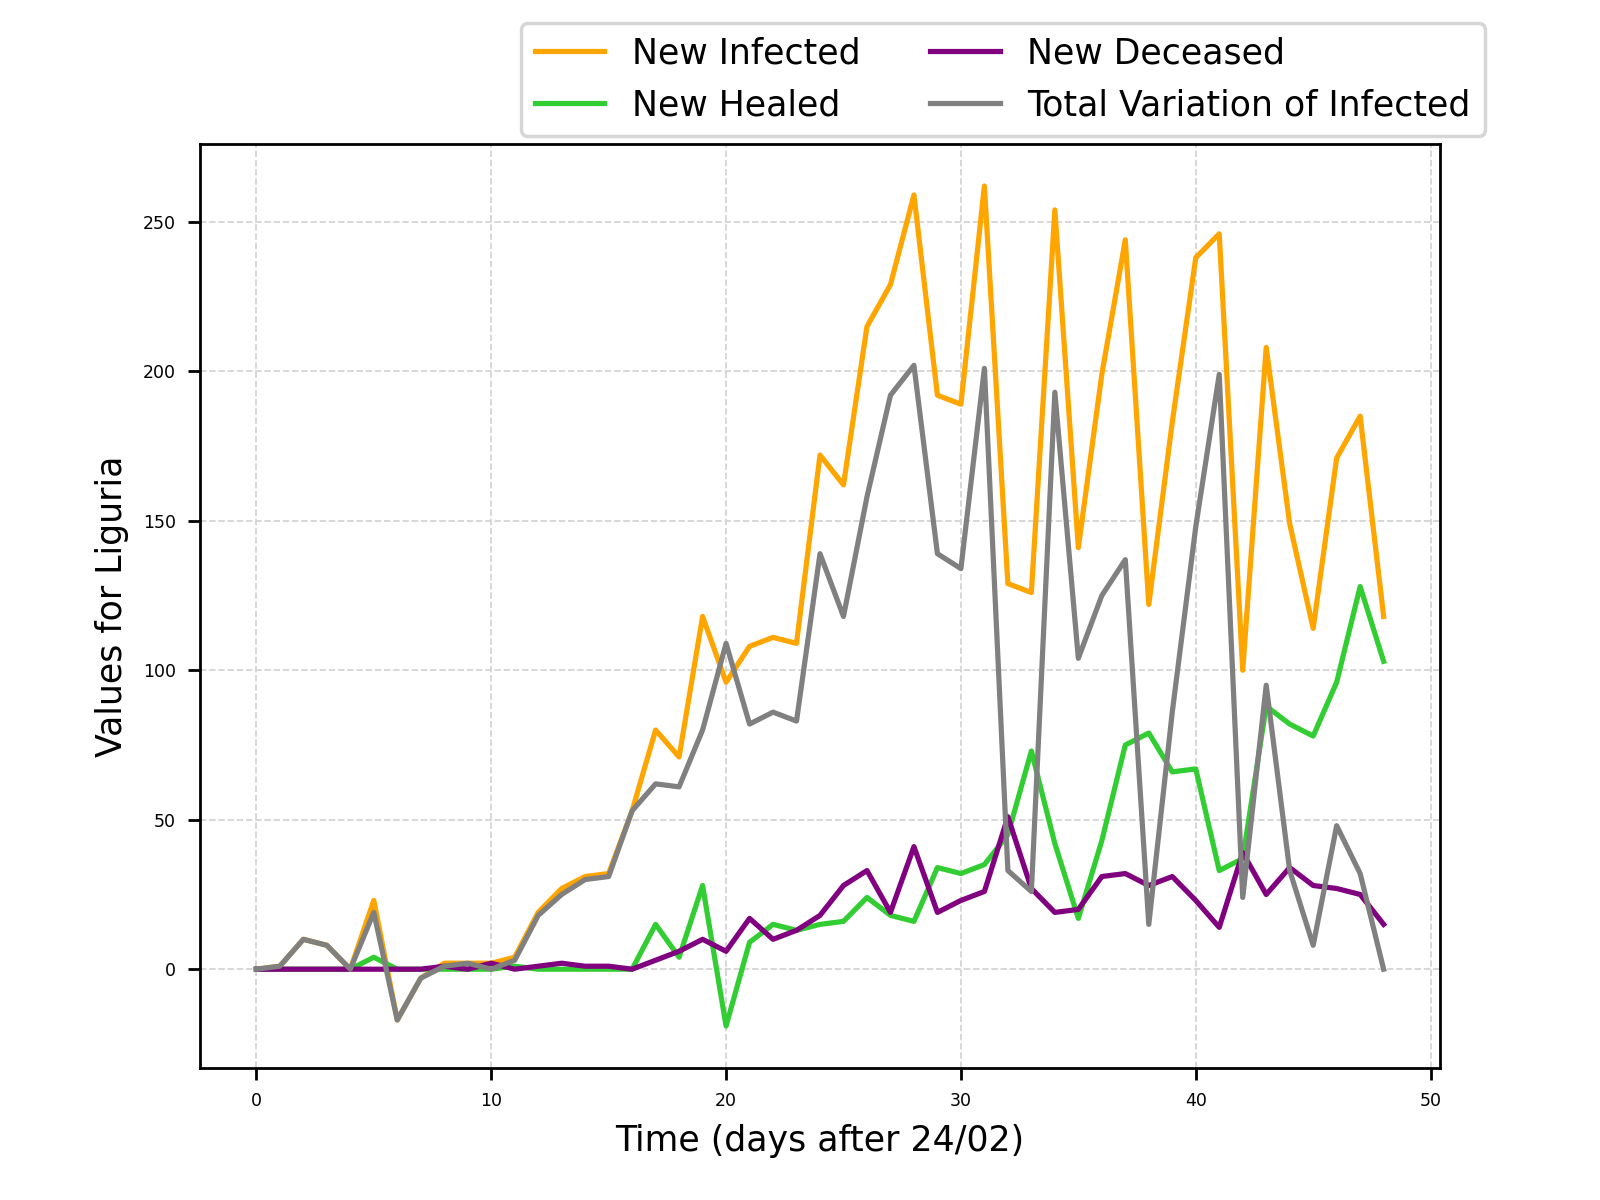 New Infected
New Healed
New Deceased
Total Variation of Infected
250
200
150
100
50
0
Values for Liguria
0 10 20 30 40 50
Time (days after 24/02)